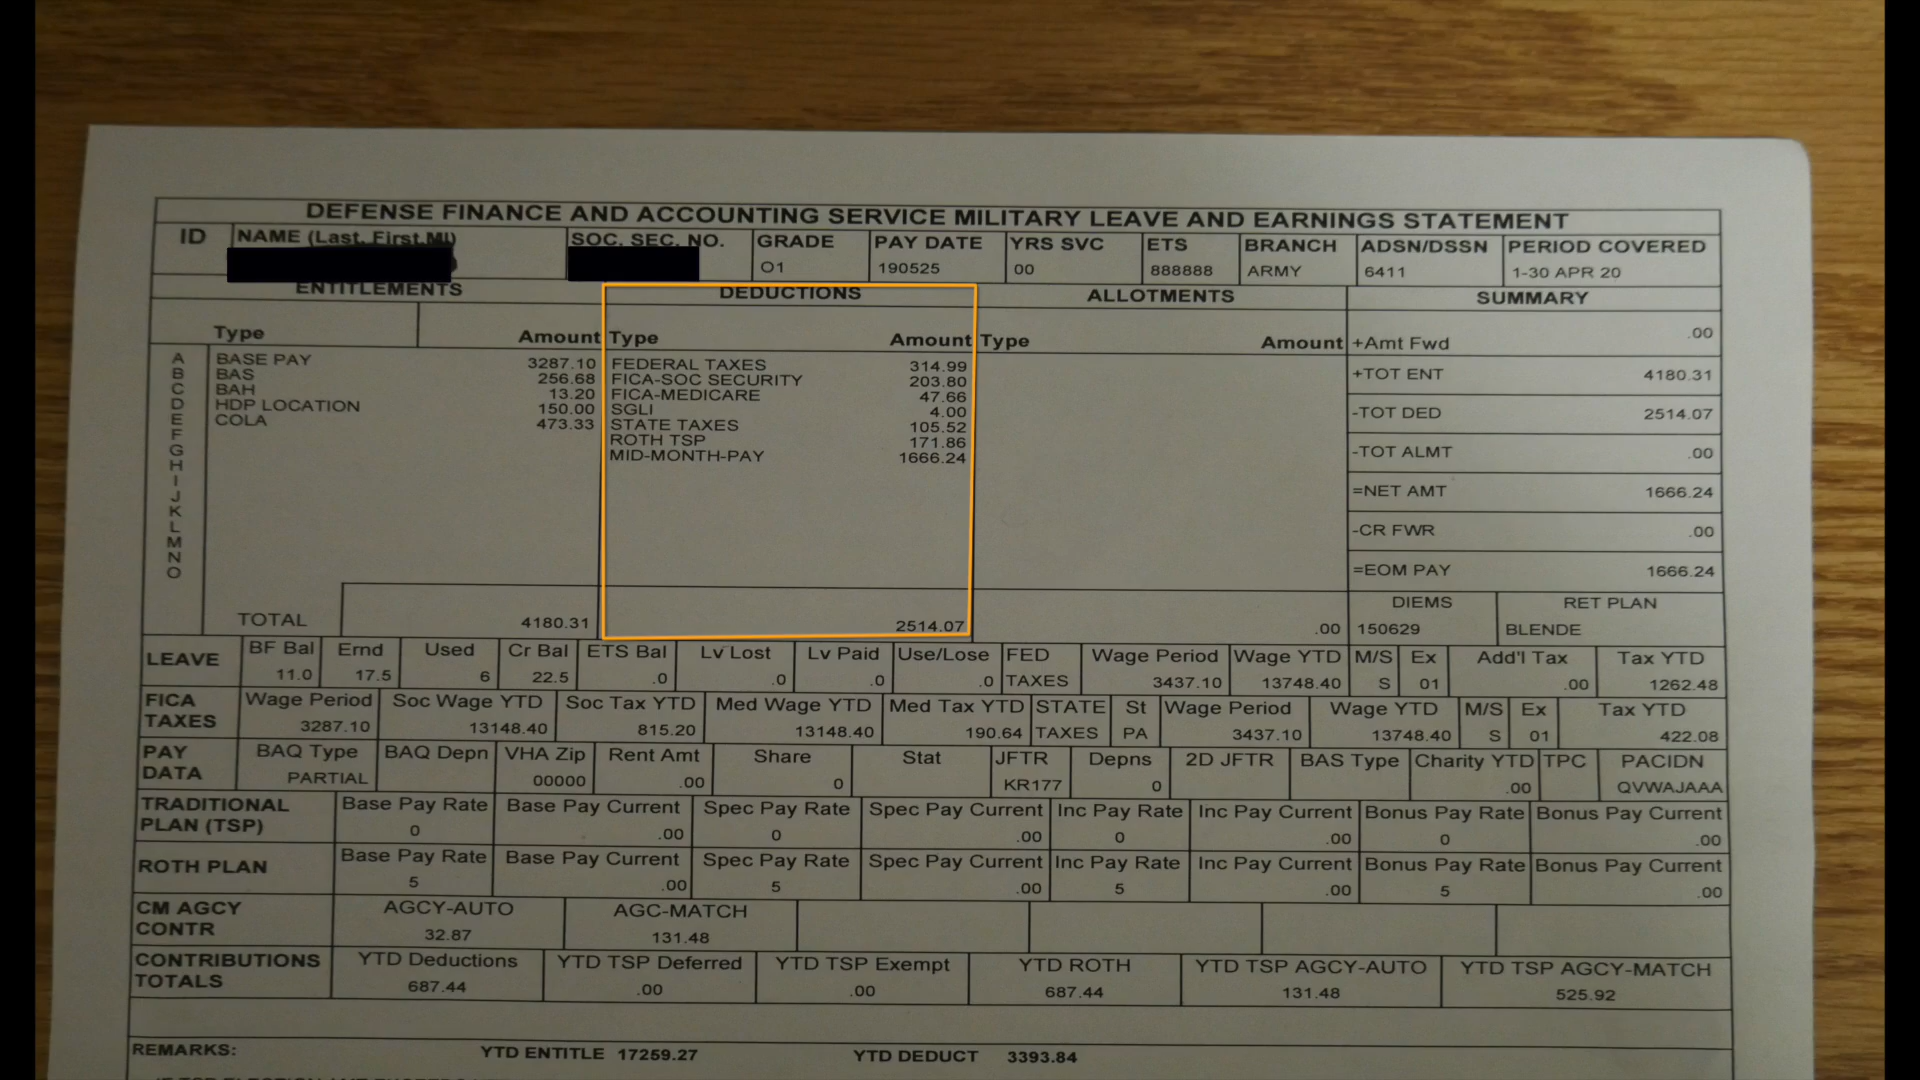 DEFENSE FINANCE AND ACCOUNTING SERVICE MILITARY LEAVE AND EARNINGS STATEMENT
ID NAME (Last, First MI) SOC. SEC. NO. GRADE PAY DATE YRS SVC ETS BRANCH ADSN/DSSN PERIOD COVERED
O1 190525 00 888888 ARMY 6411 1-30 APR 20
ENTITLEMENTS DEDUCTIONS ALLOTMENTS SUMMARY
Type Amount Type Amount Type Amount +Amt Fwd .00
A BASE PAY 3287.10 FEDERAL TAXES 314.99
B BAS 256.68 FICA-SOC SECURITY 203.80 +TOT ENT 4180.31
C BAH 13.20 FICA-MEDICARE 47.66
D HDP LOCATION 150.00 SGLI 4.00 -TOT DED 2514.07
E COLA 473.33 STATE TAXES 105.52
F ROTH TSP 171.86
G MID-MONTH-PAY 1666.24 -TOT ALMT .00
H
I
J =NET AMT 1666.24
K
L -CR FWR .00
M
N
O =EOM PAY 1666.24
DIEMS RET PLAN
TOTAL 4180.31 2514.07 .00 150629 BLENDE
LEAVE BF Bal Ernd Used Cr Bal ETS Bal Lv Lost Lv Paid Use/Lose FED TAXES Wage Period Wage YTD M/S Ex Add'l Tax Tax YTD
11.0 17.5 6 22.5 .0 .0 .0 .0 3437.10 13748.40 S 01 .00 1262.48
FICA TAXES Wage Period Soc Wage YTD Soc Tax YTD Med Wage YTD Med Tax YTD STATE TAXES St Wage Period Wage YTD M/S Ex Tax YTD
3287.10 13148.40 815.20 13148.40 190.64 PA 3437.10 13748.40 S 01 422.08
PAY DATA BAQ Type BAQ Depn VHA Zip Rent Amt Share Stat JFTR Depns 2D JFTR BAS Type Charity YTD TPC PACIDN
PARTIAL 00000 .00 0 KR177 0 .00 QVWAJAAA
TRADITIONAL PLAN (TSP) Base Pay Rate Base Pay Current Spec Pay Rate Spec Pay Current Inc Pay Rate Inc Pay Current Bonus Pay Rate Bonus Pay Current
0 .00 0 .00 0 .00 0 .00
ROTH PLAN Base Pay Rate Base Pay Current Spec Pay Rate Spec Pay Current Inc Pay Rate Inc Pay Current Bonus Pay Rate Bonus Pay Current
5 .00 5 .00 5 .00 5 .00
CM AGCY CONTR AGCY-AUTO AGC-MATCH
32.87 131.48
CONTRIBUTIONS TOTALS YTD Deductions YTD TSP Deferred YTD TSP Exempt YTD ROTH YTD TSP AGCY-AUTO YTD TSP AGCY-MATCH
687.44 .00 .00 687.44 131.48 525.92
REMARKS: YTD ENTITLE 17259.27 YTD DEDUCT 3393.84